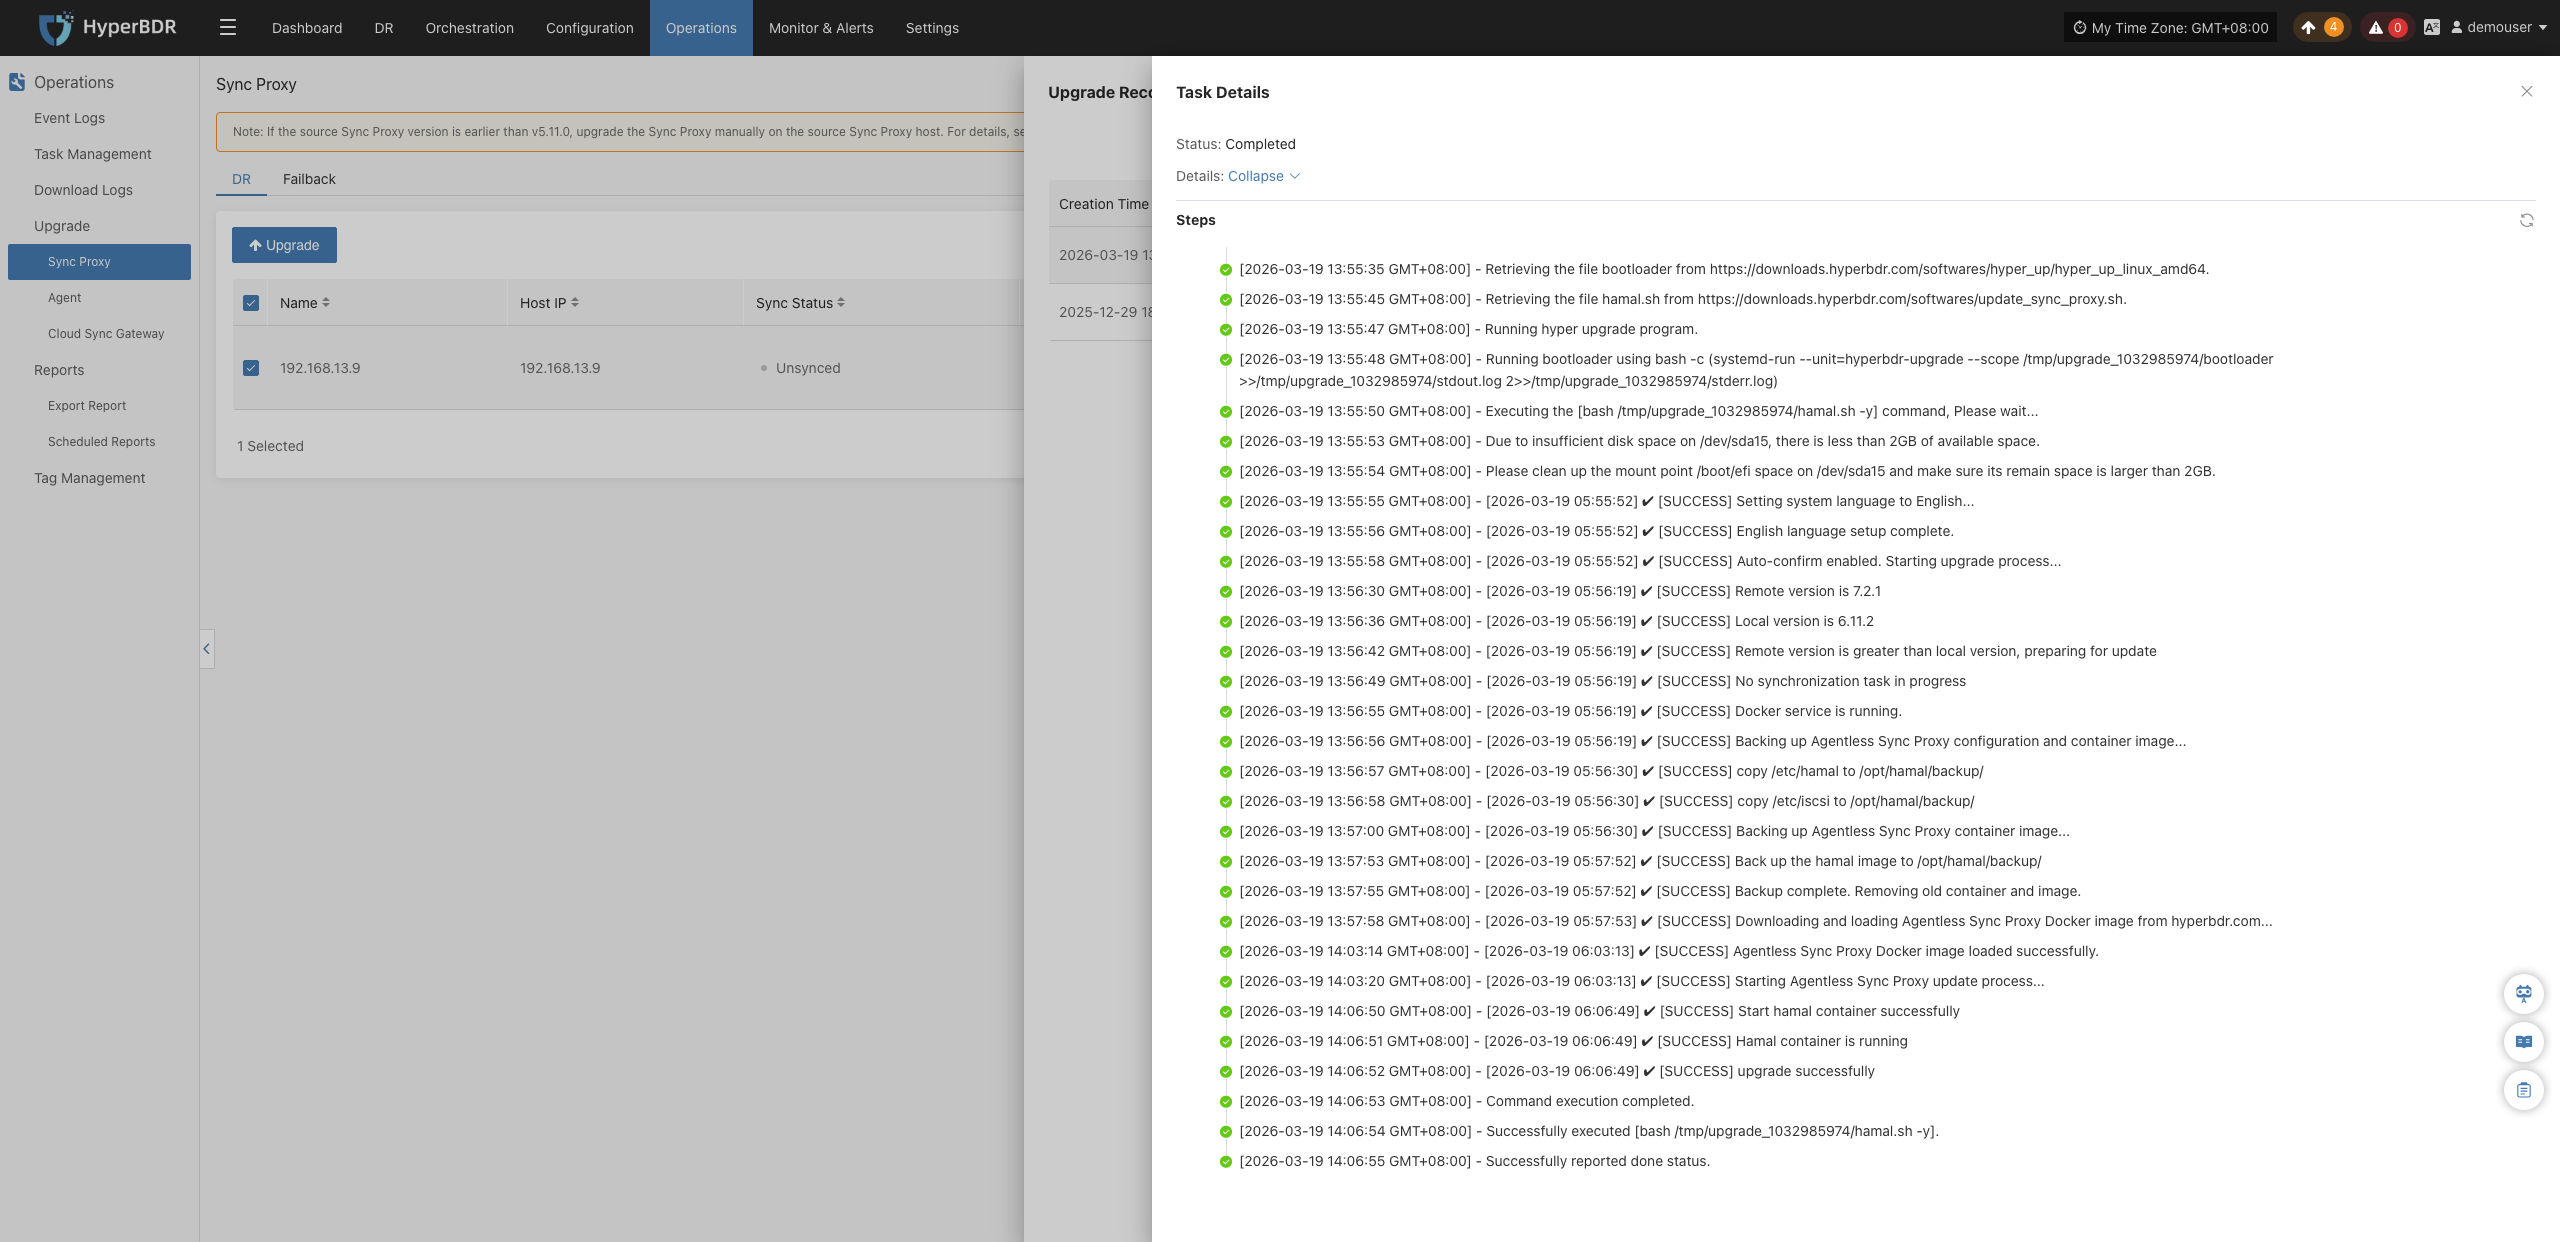 HyperBDR
Dashboard
DR
Orchestration
Configuration
Operations
Monitor & Alerts
Settings
My Time Zone: GMT+08:00
4
0
demouser
Operations
Event Logs
Task Management
Download Logs
Upgrade
Sync Proxy
Agent
Cloud Sync Gateway
Reports
Export Report
Scheduled Reports
Tag Management
Sync Proxy
Note: If the source Sync Proxy version is earlier than v5.11.0, upgrade the Sync Proxy manually on the source Sync Proxy host. For details, se
DR
Failback
Upgrade
Name
Host IP
Sync Status
192.168.13.9
192.168.13.9
Unsynced
1 Selected
Upgrade Reco
Creation Time
2026-03-19 13
2025-12-29 18
Task Details
Status: Completed
Details: Collapse
Steps
[2026-03-19 13:55:35 GMT+08:00] - Retrieving the file bootloader from https://downloads.hyperbdr.com/softwares/hyper_up/hyper_up_linux_amd64.
[2026-03-19 13:55:45 GMT+08:00] - Retrieving the file hamal.sh from https://downloads.hyperbdr.com/softwares/update_sync_proxy.sh.
[2026-03-19 13:55:47 GMT+08:00] - Running hyper upgrade program.
[2026-03-19 13:55:48 GMT+08:00] - Running bootloader using bash -c (systemd-run --unit=hyperbdr-upgrade --scope /tmp/upgrade_1032985974/bootloader
>>/tmp/upgrade_1032985974/stdout.log 2>>/tmp/upgrade_1032985974/stderr.log)
[2026-03-19 13:55:50 GMT+08:00] - Executing the [bash /tmp/upgrade_1032985974/hamal.sh -y] command, Please wait...
[2026-03-19 13:55:53 GMT+08:00] - Due to insufficient disk space on /dev/sda15, there is less than 2GB of available space.
[2026-03-19 13:55:54 GMT+08:00] - Please clean up the mount point /boot/efi space on /dev/sda15 and make sure its remain space is larger than 2GB.
[2026-03-19 13:55:55 GMT+08:00] - [2026-03-19 05:55:52] ✔ [SUCCESS] Setting system language to English...
[2026-03-19 13:55:56 GMT+08:00] - [2026-03-19 05:55:52] ✔ [SUCCESS] English language setup complete.
[2026-03-19 13:55:58 GMT+08:00] - [2026-03-19 05:55:52] ✔ [SUCCESS] Auto-confirm enabled. Starting upgrade process...
[2026-03-19 13:56:30 GMT+08:00] - [2026-03-19 05:56:19] ✔ [SUCCESS] Remote version is 7.2.1
[2026-03-19 13:56:36 GMT+08:00] - [2026-03-19 05:56:19] ✔ [SUCCESS] Local version is 6.11.2
[2026-03-19 13:56:42 GMT+08:00] - [2026-03-19 05:56:19] ✔ [SUCCESS] Remote version is greater than local version, preparing for update
[2026-03-19 13:56:49 GMT+08:00] - [2026-03-19 05:56:19] ✔ [SUCCESS] No synchronization task in progress
[2026-03-19 13:56:55 GMT+08:00] - [2026-03-19 05:56:19] ✔ [SUCCESS] Docker service is running.
[2026-03-19 13:56:56 GMT+08:00] - [2026-03-19 05:56:19] ✔ [SUCCESS] Backing up Agentless Sync Proxy configuration and container image...
[2026-03-19 13:56:57 GMT+08:00] - [2026-03-19 05:56:30] ✔ [SUCCESS] copy /etc/hamal to /opt/hamal/backup/
[2026-03-19 13:56:58 GMT+08:00] - [2026-03-19 05:56:30] ✔ [SUCCESS] copy /etc/iscsi to /opt/hamal/backup/
[2026-03-19 13:57:00 GMT+08:00] - [2026-03-19 05:56:30] ✔ [SUCCESS] Backing up Agentless Sync Proxy container image...
[2026-03-19 13:57:53 GMT+08:00] - [2026-03-19 05:57:52] ✔ [SUCCESS] Back up the hamal image to /opt/hamal/backup/
[2026-03-19 13:57:55 GMT+08:00] - [2026-03-19 05:57:52] ✔ [SUCCESS] Backup complete. Removing old container and image.
[2026-03-19 13:57:58 GMT+08:00] - [2026-03-19 05:57:53] ✔ [SUCCESS] Downloading and loading Agentless Sync Proxy Docker image from hyperbdr.com...
[2026-03-19 14:03:14 GMT+08:00] - [2026-03-19 06:03:13] ✔ [SUCCESS] Agentless Sync Proxy Docker image loaded successfully.
[2026-03-19 14:03:20 GMT+08:00] - [2026-03-19 06:03:13] ✔ [SUCCESS] Starting Agentless Sync Proxy update process...
[2026-03-19 14:06:50 GMT+08:00] - [2026-03-19 06:06:49] ✔ [SUCCESS] Start hamal container successfully
[2026-03-19 14:06:51 GMT+08:00] - [2026-03-19 06:06:49] ✔ [SUCCESS] Hamal container is running
[2026-03-19 14:06:52 GMT+08:00] - [2026-03-19 06:06:49] ✔ [SUCCESS] upgrade successfully
[2026-03-19 14:06:53 GMT+08:00] - Command execution completed.
[2026-03-19 14:06:54 GMT+08:00] - Successfully executed [bash /tmp/upgrade_1032985974/hamal.sh -y].
[2026-03-19 14:06:55 GMT+08:00] - Successfully reported done status.